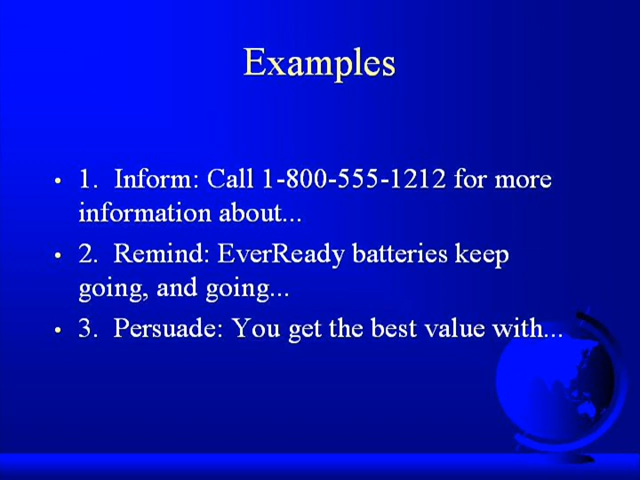 Examples
• 1. Inform: Call 1-800-555-1212 for more
information about...
• 2. Remind: EverReady batteries keep
going, and going...
• 3. Persuade: You get the best value with...